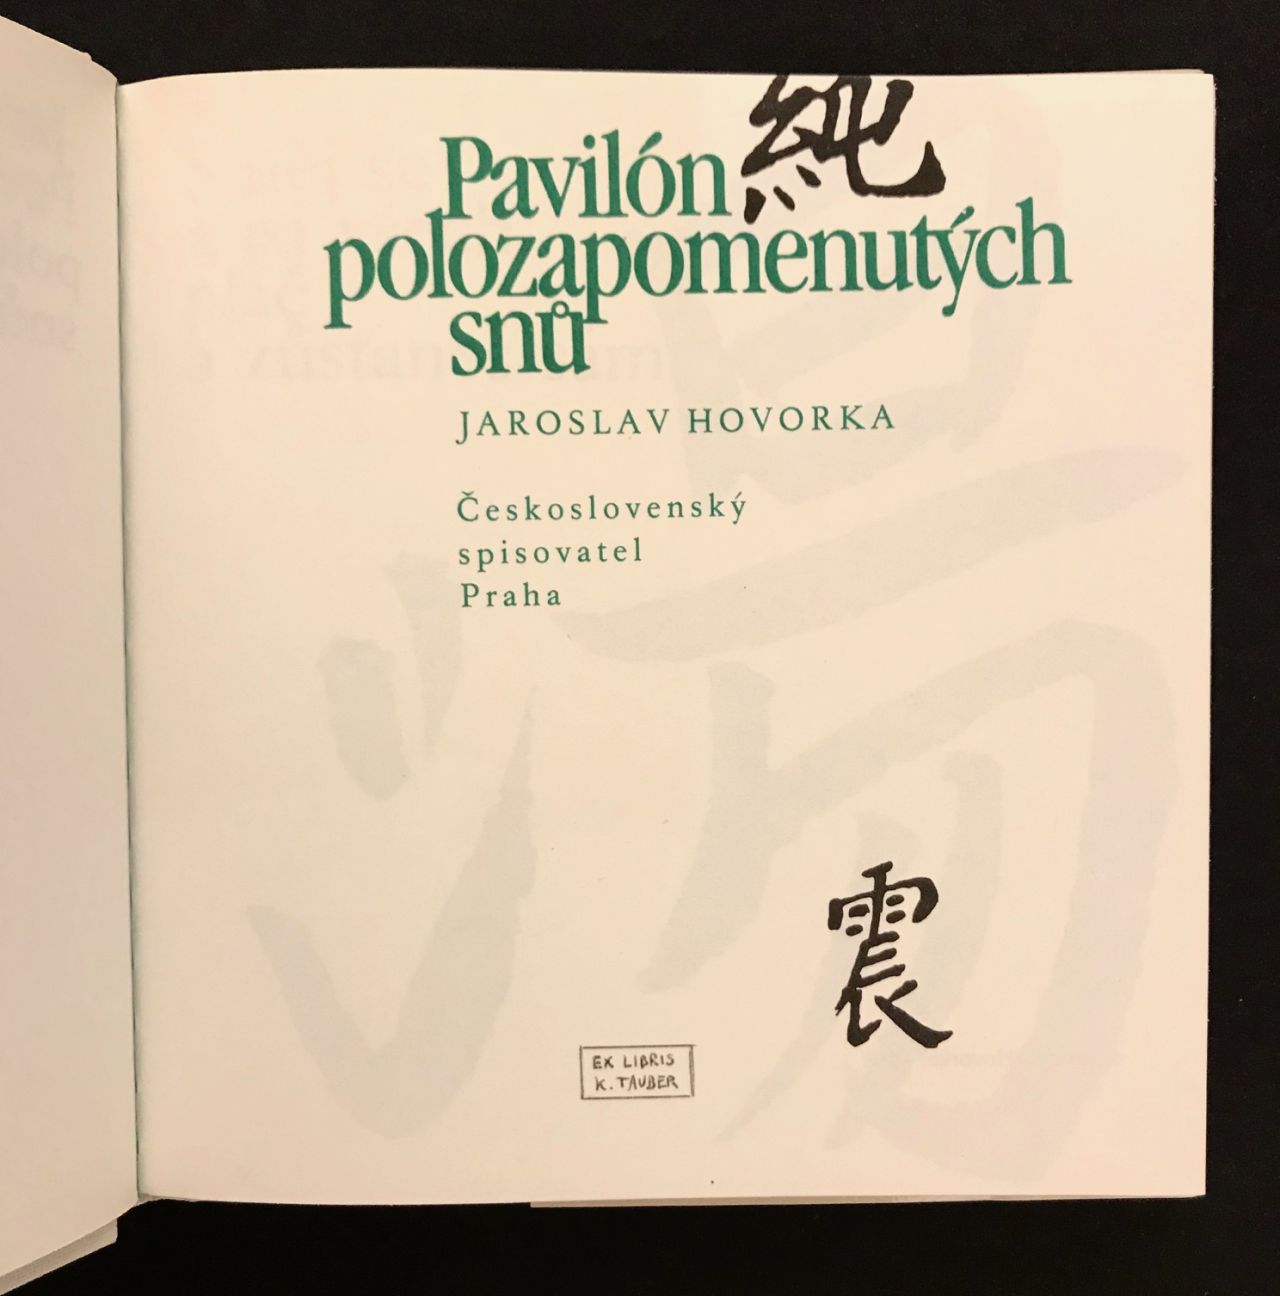 純
Pavilón
polozapomenutých
snů
JAROSLAV HOVORKA
Československý
spisovatel
Praha
震
EX LIBRIS
K. TAUBER